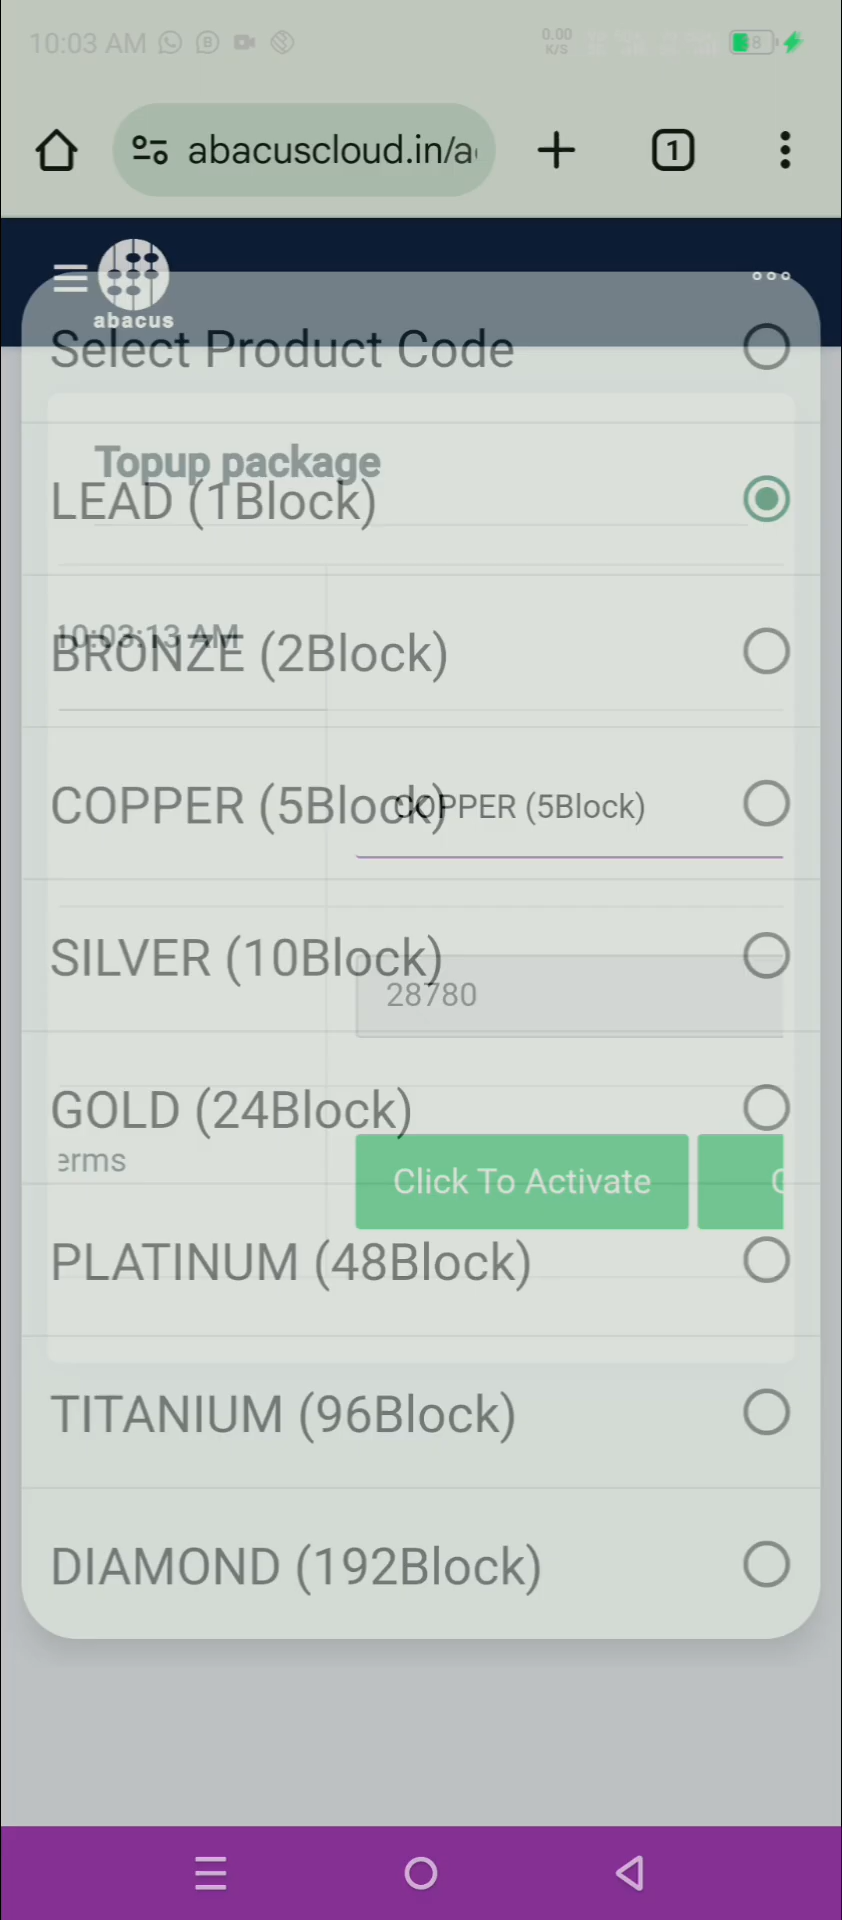 10:03 AM
0.00
K/S
38
abacuscloud.in/a
1
abacus
Select Product Code
Topup package
LEAD (1Block)
10:03:13 AM
BRONZE (2Block)
COPPER (5Block)
COPPER (5Block)
SILVER (10Block)
28780
GOLD (24Block)
erms
Click To Activate
PLATINUM (48Block)
TITANIUM (96Block)
DIAMOND (192Block)